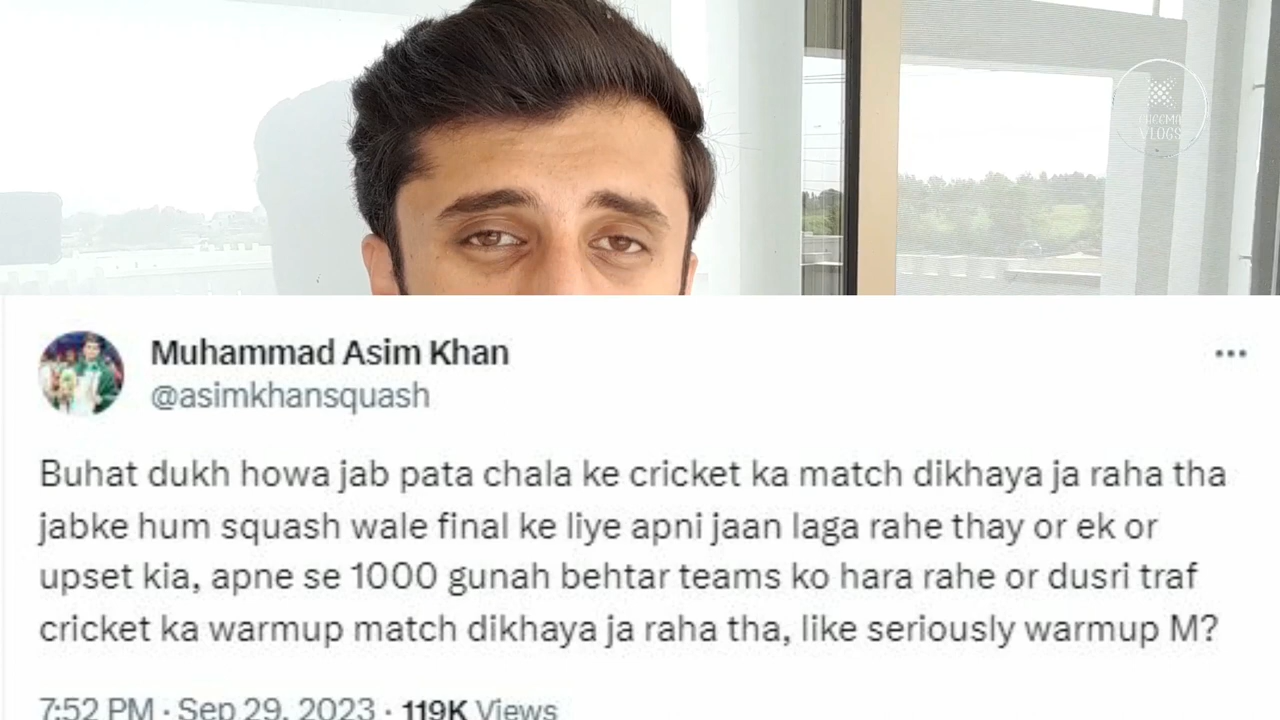 CHEEMA
VLOGS
Muhammad Asim Khan
@asimkhansquash
Buhat dukh howa jab pata chala ke cricket ka match dikhaya ja raha tha
jabke hum squash wale final ke liye apni jaan laga rahe thay or ek or
upset kia, apne se 1000 gunah behtar teams ko hara rahe or dusri traf
cricket ka warmup match dikhaya ja raha tha, like seriously warmup M?
7:52 PM · Sep 29, 2023 · 119K Views